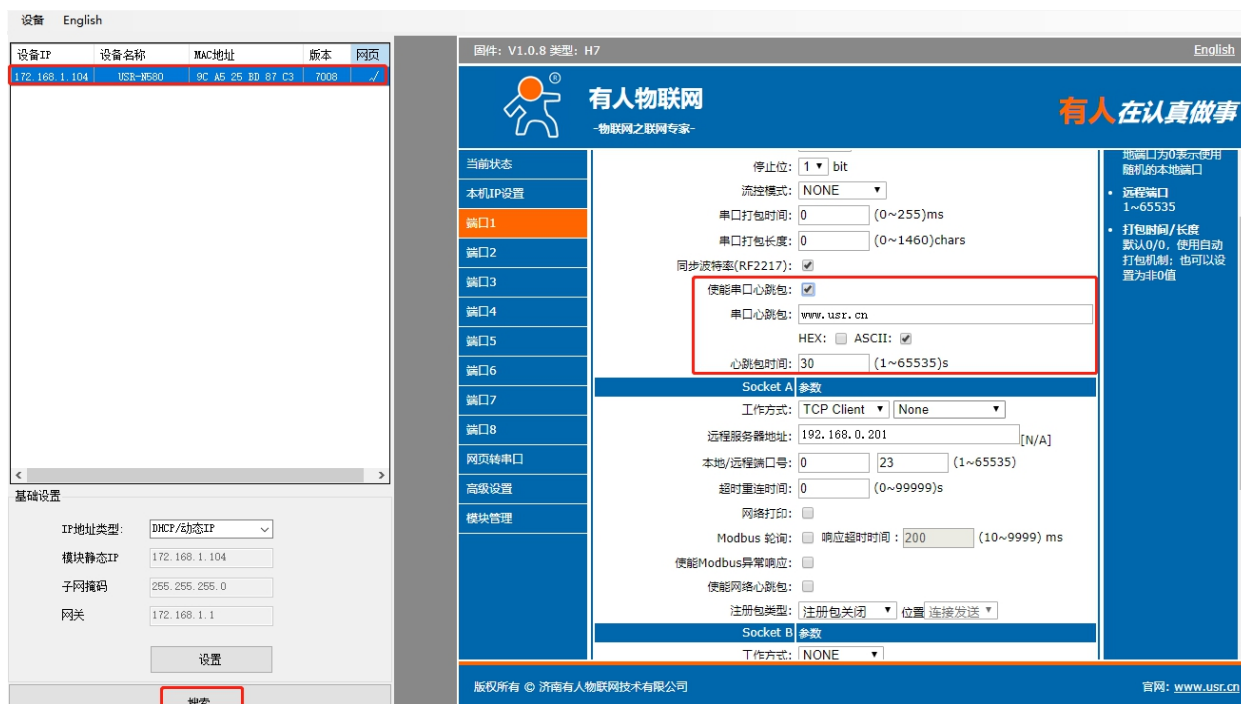 设备 English
设备IP 设备名称 MAC地址 版本 网页
172.168.1.104 USR-N580 9C A5 25 BD 87 C3 7008 √
基础设置
IP地址类型: DHCP/动态IP
模块静态IP 172.168.1.104
子网掩码 255.255.255.0
网关 172.168.1.1
设置
搜索
固件: V1.0.8 类型: H7 English
有人物联网
-物联网之联网专家-
有人在认真做事
当前状态
本机IP设置
端口1
端口2
端口3
端口4
端口5
端口6
端口7
端口8
网页转串口
高级设置
模块管理
停止位: 1 bit
流控模式: NONE
串口打包时间: 0 (0~255)ms
串口打包长度: 0 (0~1460)chars
同步波特率(RF2217):
使能串口心跳包:
串口心跳包: www.usr.cn
HEX: ASCII:
心跳包时间: 30 (1~65535)s
Socket A 参数
工作方式: TCP Client None
远程服务器地址: 192.168.0.201 [N/A]
本地/远程端口号: 0 23 (1~65535)
超时重连时间: 0 (0~99999)s
网络打印:
Modbus 轮询: 响应超时时间: 200 (10~9999) ms
使能Modbus异常响应:
使能网络心跳包:
注册包类型: 注册包关闭 位置 连接发送
Socket B 参数
工作方式: NONE
地端口为0表示使用
随机的本地端口
• 远程端口
1~65535
• 打包时间/长度
默认0/0, 使用自动
打包机制; 也可以设
置为非0值
版权所有 © 济南有人物联网技术有限公司 官网: www.usr.cn